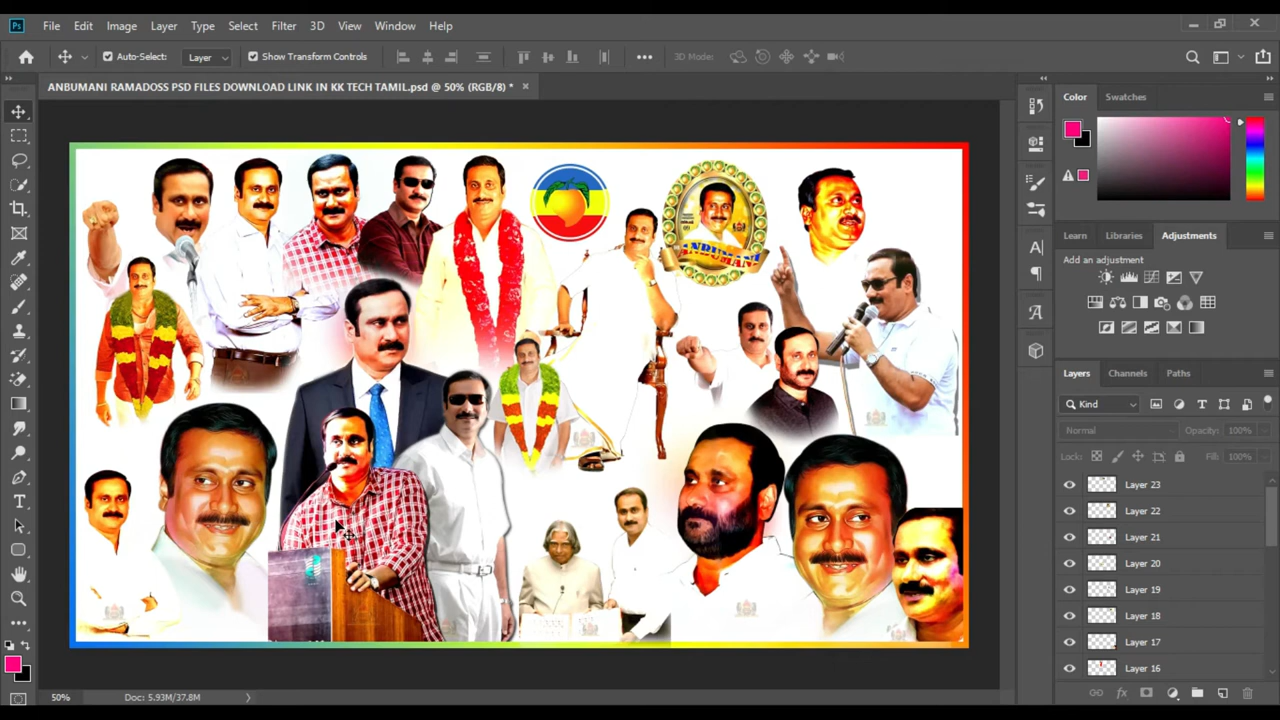 Ps File Edit Image Layer Type Select Filter 3D View Window Help
Auto-Select: Layer Show Transform Controls 3D Mode:
ANBUMANI RAMADOSS PSD FILES DOWNLOAD LINK IN KK TECH TAMIL.psd @ 50% (RGB/8) *
Color Swatches
ANBUMANI
Learn Libraries Adjustments
Add an adjustment
Layers Channels Paths
Kind
Normal Opacity: 100%
Lock: Fill: 100%
Layer 23
Layer 22
Layer 21
Layer 20
Layer 19
Layer 18
Layer 17
Layer 16
50% Doc: 5.93M/37.8M